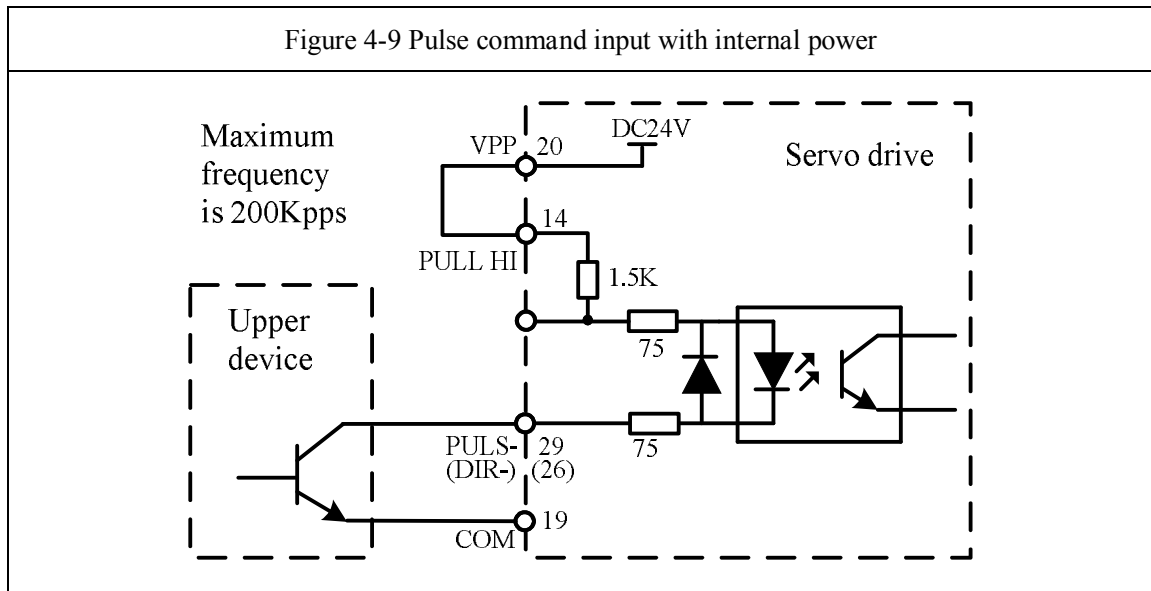 Figure 4-9 Pulse command input with internal power
Maximum
frequency
is 200Kpps
VPP
20
DC24V
Servo drive
14
PULL HI
1.5K
Upper
device
75
75
PULS-
(DIR-)
29
(26)
COM
19